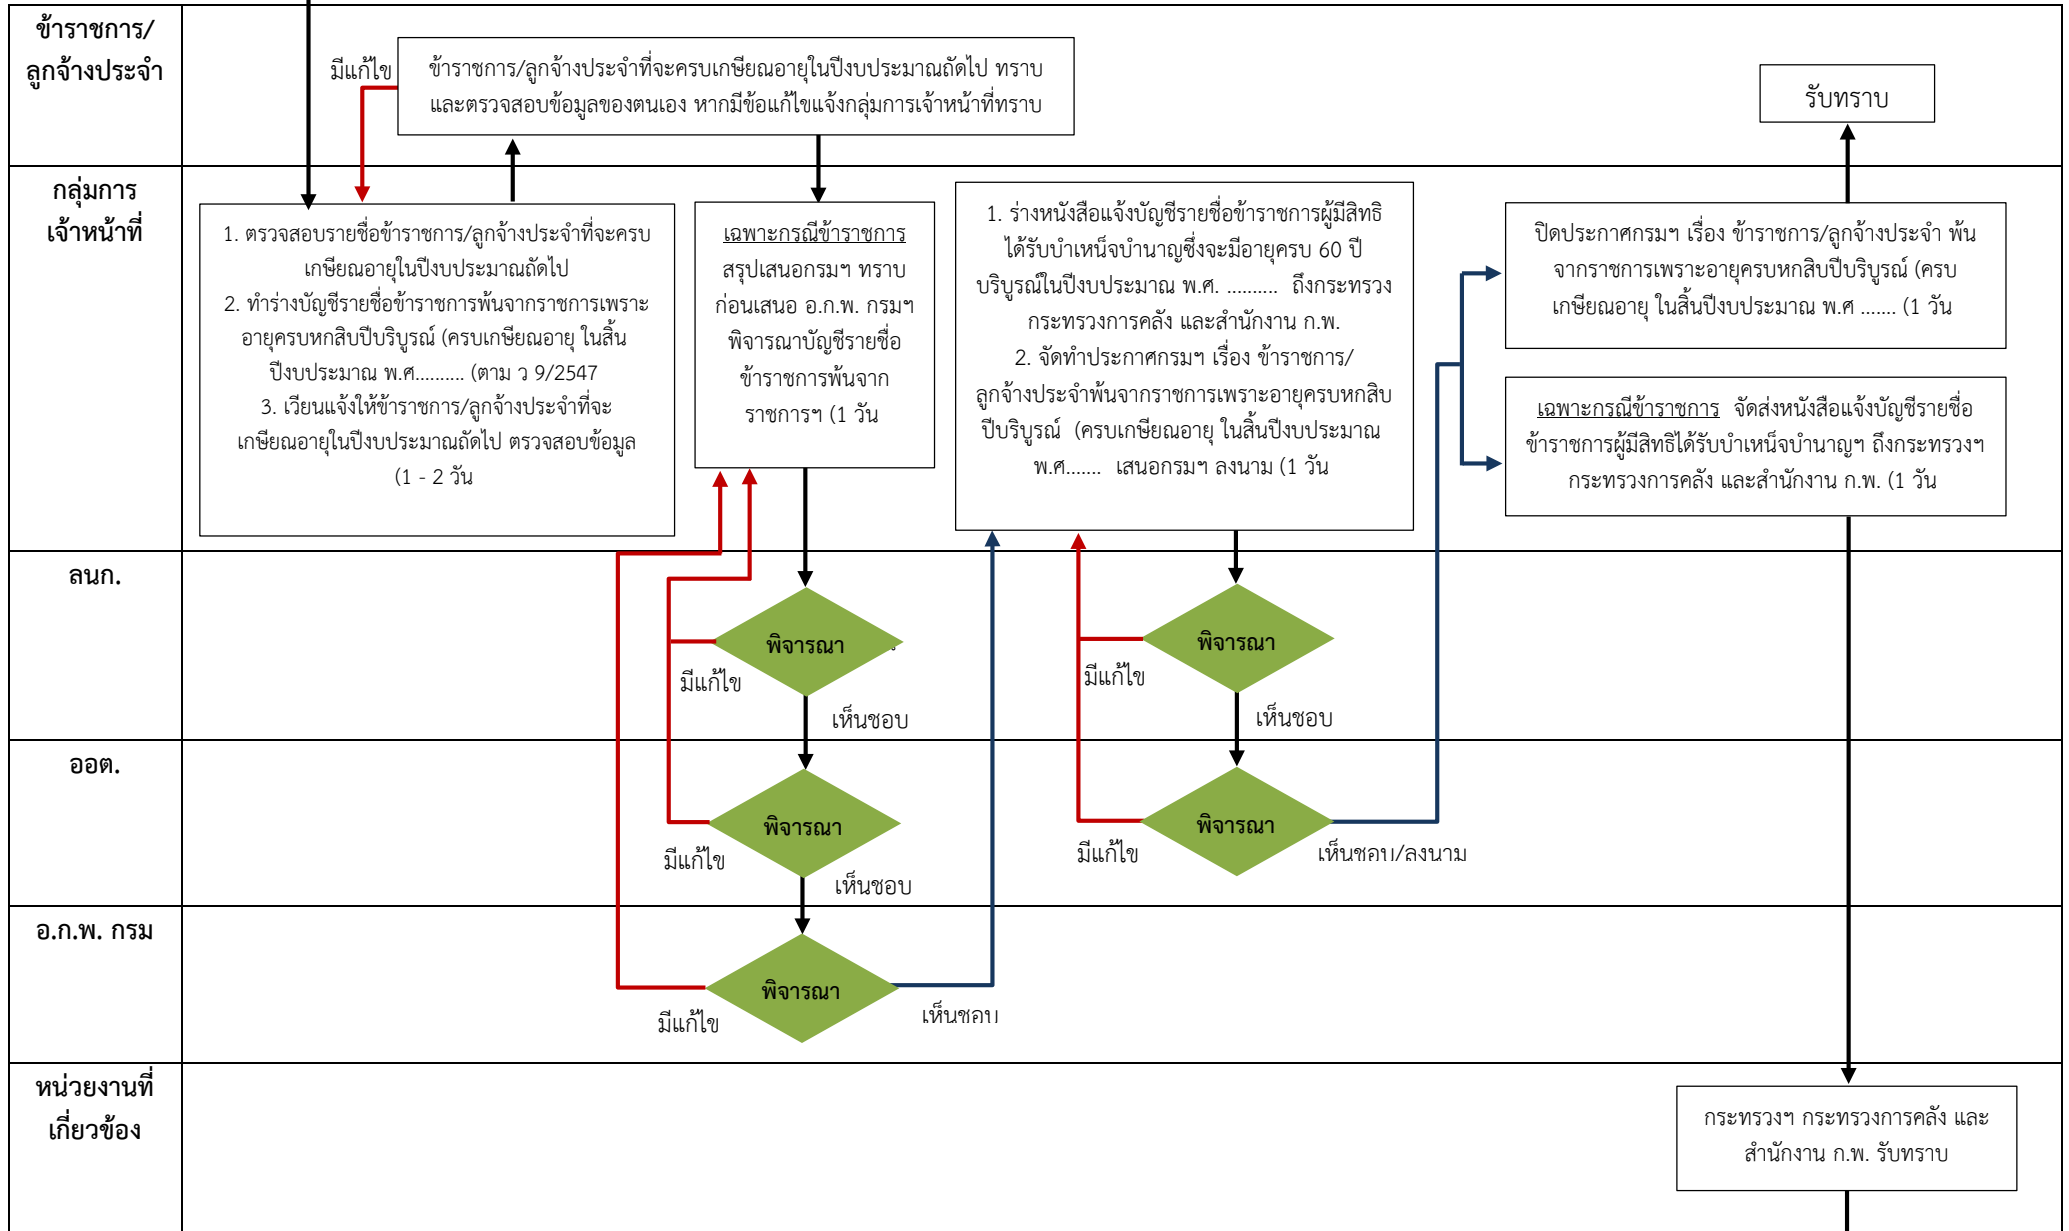 ข้าราชการ/
ลูกจ้างประจำ
มีแก้ไข
ข้าราชการ/ลูกจ้างประจำที่จะครบเกษียณอายุในปีงบประมาณถัดไป ทราบ
และตรวจสอบข้อมูลของตนเอง หากมีข้อแก้ไขแจ้งกลุ่มการเจ้าหน้าที่ทราบ
รับทราบ
กลุ่มการ
เจ้าหน้าที่
1. ตรวจสอบรายชื่อข้าราชการ/ลูกจ้างประจำที่จะครบ
เกษียณอายุในปีงบประมาณถัดไป
2. ทำร่างบัญชีรายชื่อข้าราชการพ้นจากราชการเพราะ
อายุครบหกสิบปีบริบูรณ์ (ครบเกษียณอายุ ในสิ้น
ปีงบประมาณ พ.ศ.......... (ตาม ว 9/2547
3. เวียนแจ้งให้ข้าราชการ/ลูกจ้างประจำที่จะ
เกษียณอายุในปีงบประมาณถัดไป ตรวจสอบข้อมูล
(1 - 2 วัน
เฉพาะกรณีข้าราชการ
สรุปเสนอกรมฯ ทราบ
ก่อนเสนอ อ.ก.พ. กรมฯ
พิจารณาบัญชีรายชื่อ
ข้าราชการพ้นจาก
ราชการฯ (1 วัน
1. ร่างหนังสือแจ้งบัญชีรายชื่อข้าราชการผู้มีสิทธิ
ได้รับบำเหน็จบำนาญซึ่งจะมีอายุครบ 60 ปี
บริบูรณ์ในปีงบประมาณ พ.ศ. .......... ถึงกระทรวง
กระทรวงการคลัง และสำนักงาน ก.พ.
2. จัดทำประกาศกรมฯ เรื่อง ข้าราชการ/
ลูกจ้างประจำพ้นจากราชการเพราะอายุครบหกสิบ
ปีบริบูรณ์ (ครบเกษียณอายุ ในสิ้นปีงบประมาณ
พ.ศ....... เสนอกรมฯ ลงนาม (1 วัน
ปิดประกาศกรมฯ เรื่อง ข้าราชการ/ลูกจ้างประจำ พ้น
จากราชการเพราะอายุครบหกสิบปีบริบูรณ์ (ครบ
เกษียณอายุ ในสิ้นปีงบประมาณ พ.ศ ....... (1 วัน
เฉพาะกรณีข้าราชการ จัดส่งหนังสือแจ้งบัญชีรายชื่อ
ข้าราชการผู้มีสิทธิได้รับบำเหน็จบำนาญฯ ถึงกระทรวงฯ
กระทรวงการคลัง และสำนักงาน ก.พ. (1 วัน
ลนก.
พิจารณา
มีแก้ไข
เห็นชอบ
พิจารณา
มีแก้ไข
เห็นชอบ
ออต.
พิจารณา
มีแก้ไข
เห็นชอบ
พิจารณา
มีแก้ไข
เห็นชอบ/ลงนาม
อ.ก.พ. กรม
พิจารณา
มีแก้ไข
เห็นชอบ
หน่วยงานที่
เกี่ยวข้อง
กระทรวงฯ กระทรวงการคลัง และ
สำนักงาน ก.พ. รับทราบ